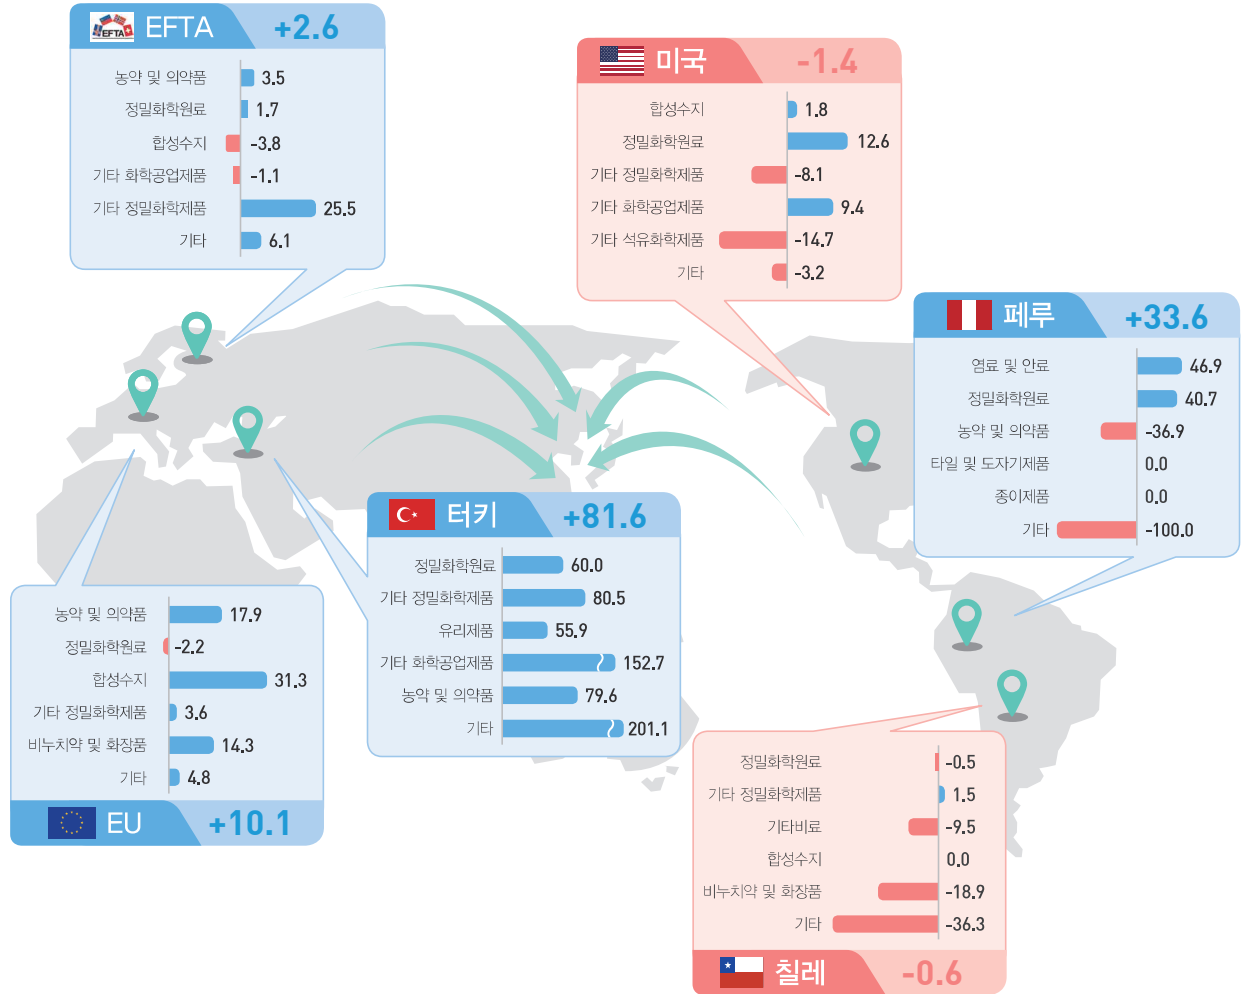 EFTA EFTA +2.6
농약 및 의약품 3.5
정밀화학원료 1.7
합성수지 -3.8
기타 화학공업제품 -1.1
기타 정밀화학제품 25.5
기타 6.1
미국 -1.4
합성수지 1.8
정밀화학원료 12.6
기타 정밀화학제품 -8.1
기타 화학공업제품 9.4
기타 석유화학제품 -14.7
기타 -3.2
페루 +33.6
염료 및 안료 46.9
정밀화학원료 40.7
농약 및 의약품 -36.9
타일 및 도자기제품 0.0
종이제품 0.0
기타 -100.0
터키 +81.6
정밀화학원료 60.0
기타 정밀화학제품 80.5
유리제품 55.9
기타 화학공업제품 152.7
농약 및 의약품 79.6
기타 201.1
농약 및 의약품 17.9
정밀화학원료 -2.2
합성수지 31.3
기타 정밀화학제품 3.6
비누치약 및 화장품 14.3
기타 4.8
EU +10.1
정밀화학원료 -0.5
기타 정밀화학제품 1.5
기타비료 -9.5
합성수지 0.0
비누치약 및 화장품 -18.9
기타 -36.3
칠레 -0.6